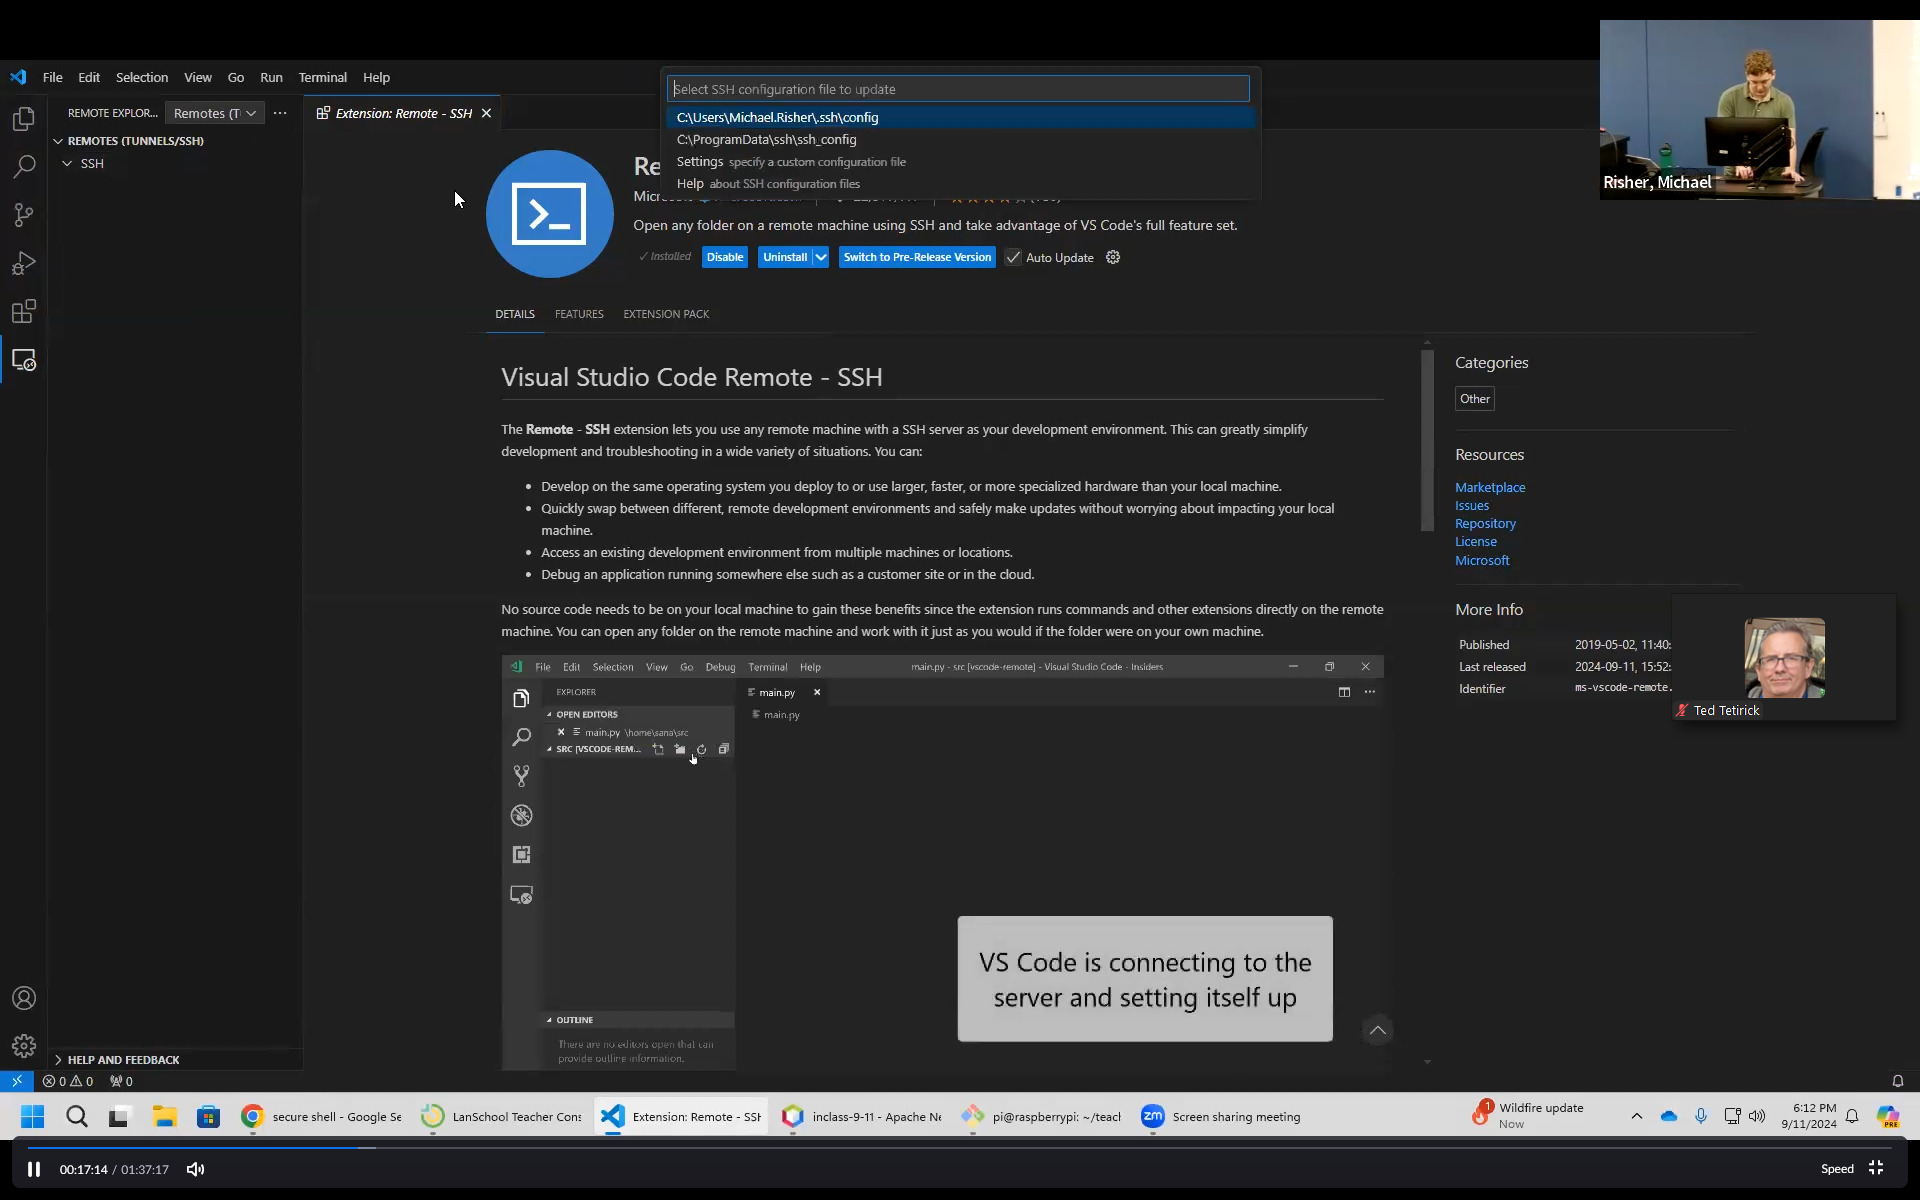 File Edit Selection View Go Run Terminal Help
Select SSH configuration file to update
C:\Users\Michael.Risher\.ssh\config
C:\ProgramData\ssh\ssh_config
Settings specify a custom configuration file
Help about SSH configuration files
REMOTE EXPLOR... Remotes (T
Extension: Remote - SSH
REMOTES (TUNNELS/SSH)
SSH
Risher, Michael
Open any folder on a remote machine using SSH and take advantage of VS Code's full feature set.
Installed Disable Uninstall Switch to Pre-Release Version Auto Update
DETAILS FEATURES EXTENSION PACK
Visual Studio Code Remote - SSH
The Remote - SSH extension lets you use any remote machine with a SSH server as your development environment. This can greatly simplify
development and troubleshooting in a wide variety of situations. You can:
• Develop on the same operating system you deploy to or use larger, faster, or more specialized hardware than your local machine.
• Quickly swap between different, remote development environments and safely make updates without worrying about impacting your local
machine.
• Access an existing development environment from multiple machines or locations.
• Debug an application running somewhere else such as a customer site or in the cloud.
No source code needs to be on your local machine to gain these benefits since the extension runs commands and other extensions directly on the remote
machine. You can open any folder on the remote machine and work with it just as you would if the folder were on your own machine.
Categories
Other
Resources
Marketplace
Issues
Repository
License
Microsoft
More Info
Published 2019-05-02, 11:40:
Last released 2024-09-11, 15:52:
Identifier ms-vscode-remote.
Ted Tetirick
File Edit Selection View Go Debug Terminal Help main.py - src [vscode-remote] - Visual Studio Code - Insiders
EXPLORER
main.py
OPEN EDITORS
main.py
main.py \home\sana\src
SRC [VSCODE-REM...
VS Code is connecting to the
server and setting itself up
OUTLINE
There are no editors open that can
provide outline information.
HELP AND FEEDBACK
0 0 0
secure shell - Google Se
LanSchool Teacher Cons
Extension: Remote - SSH
inclass-9-11 - Apache Ne
pi@raspberrypi: ~/teach
zm Screen sharing meeting
1 Wildfire update
Now
6:12 PM
9/11/2024
PRE
00:17:14 / 01:37:17
Speed